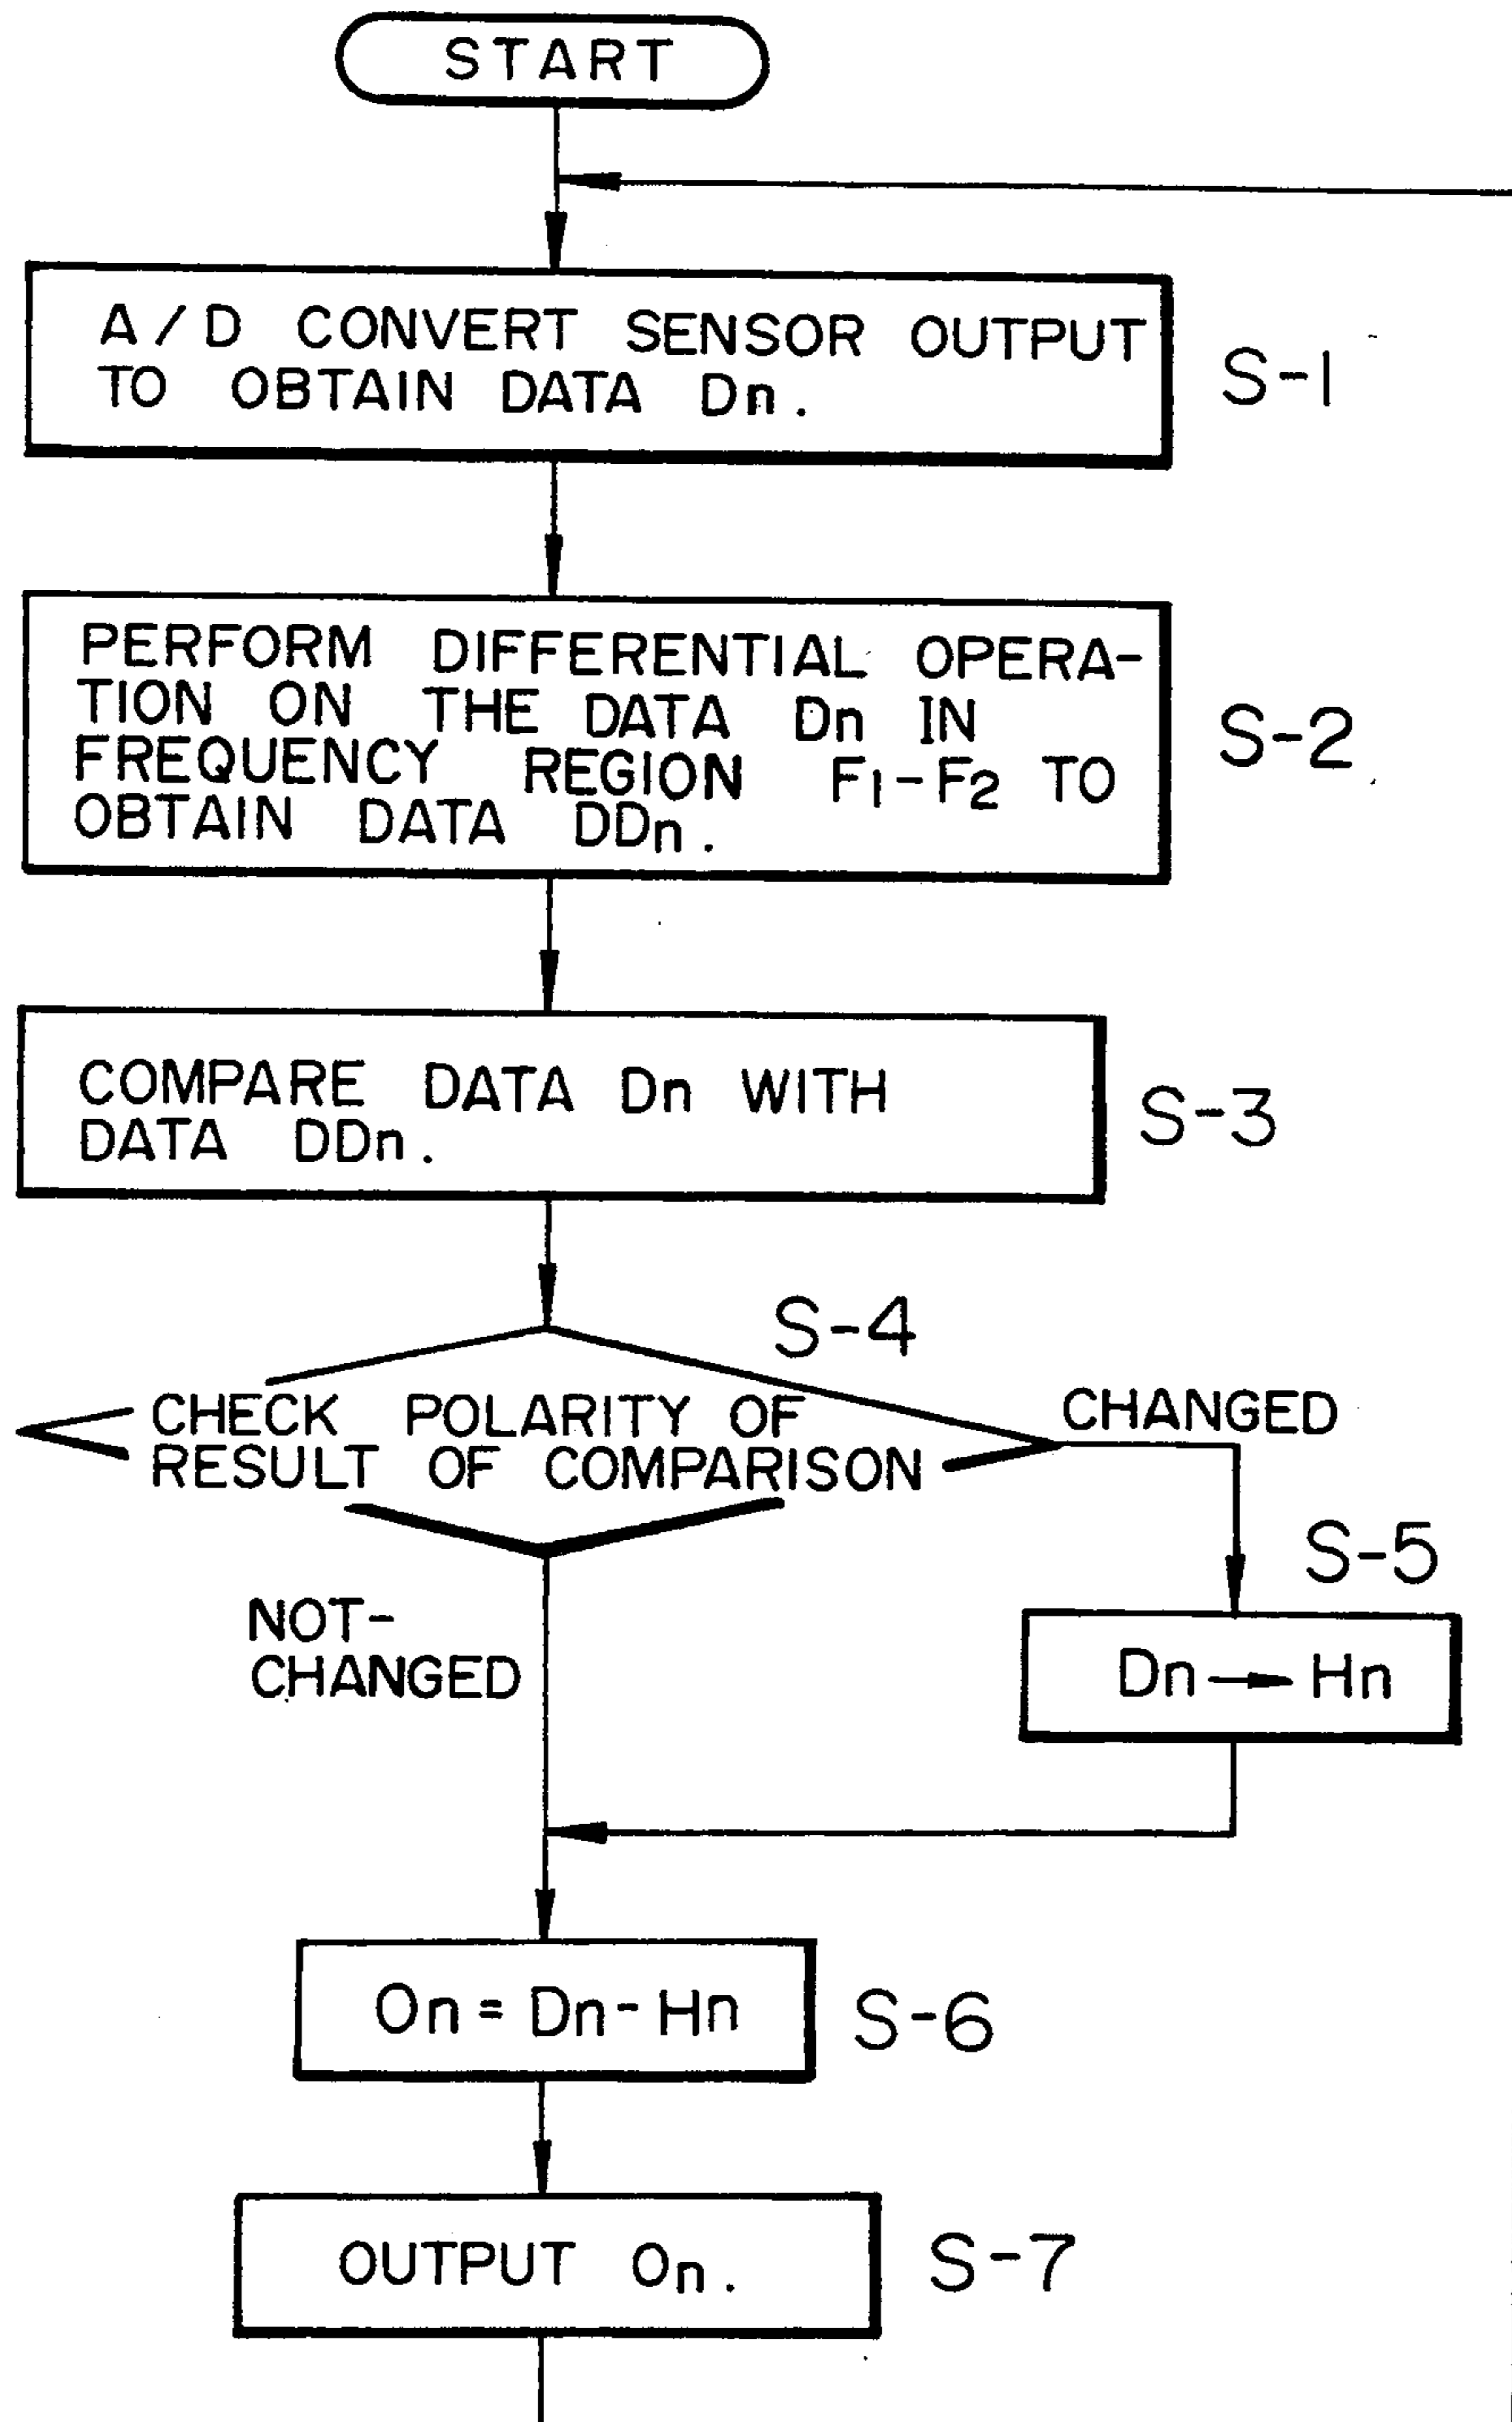 START
A/D CONVERT SENSOR OUTPUT
TO OBTAIN DATA Dn.
S-1
PERFORM DIFFERENTIAL OPERA-
TION ON THE DATA Dn IN
FREQUENCY REGION F1-F2 TO
OBTAIN DATA DDn.
S-2
COMPARE DATA Dn WITH
DATA DDn.
S-3
S-4
CHECK POLARITY OF
RESULT OF COMPARISON
CHANGED
S-5
NOT-
CHANGED
Dn → Hn
On = Dn - Hn
S-6
OUTPUT On.
S-7